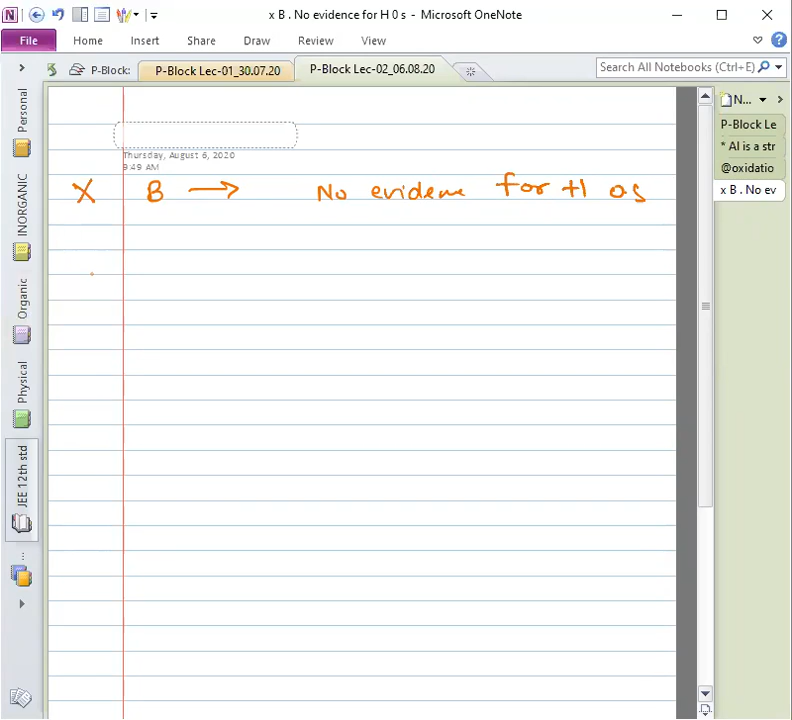 x B . No evidence for H 0 s - Microsoft OneNote
File Home Insert Share Draw Review View
P-Block: P-Block Lec-01_30.07.20 P-Block Lec-02_06.08.20
Search All Notebooks (Ctrl+E)
N...
P-Block Le
* Al is a str
@oxidatio
x B . No ev
Personal
INORGANIC
Organic
Physical
JEE 12th std
Thursday, August 6, 2020
9:49 AM
X B → No evidence for +1 os